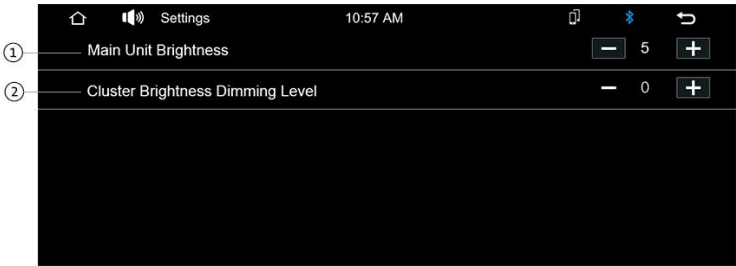 Settings 10:57 AM
1 Main Unit Brightness 5
2 Cluster Brightness Dimming Level 0